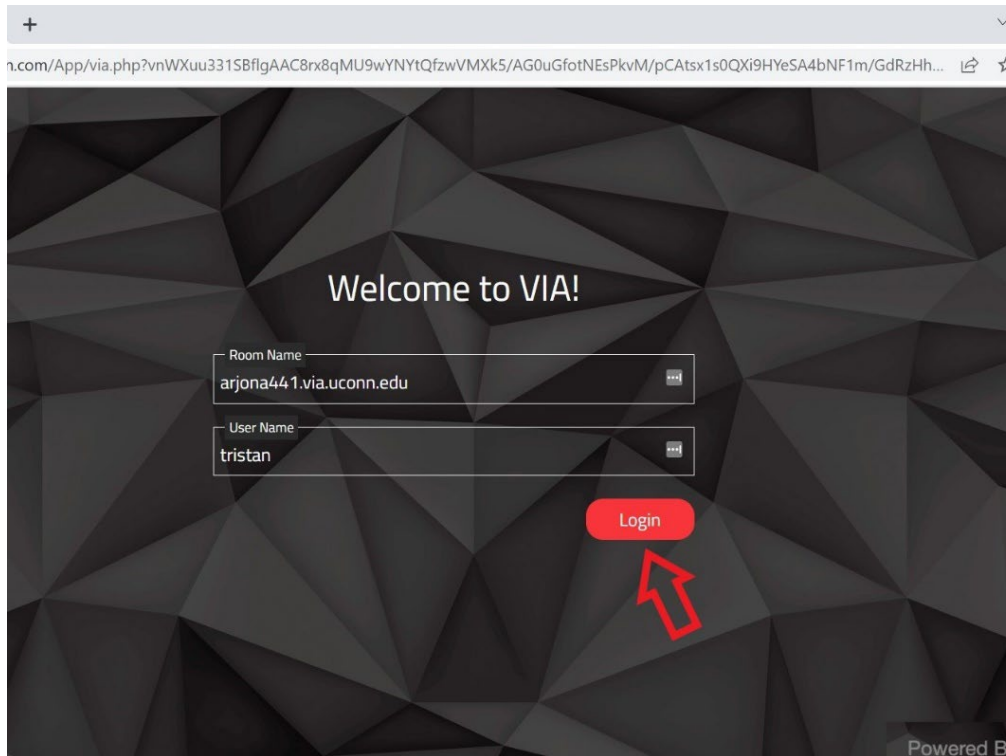 +
n.com/App/via.php?vnWXuu331SBflgAAC8rx8qMU9wYNYtQfzwVMXk5/AG0uGfotNEsPkvM/pCAtsx1s0QXi9HYeSA4bNF1m/GdRzHh...
Welcome to VIA!
Room Name
arjona441.via.uconn.edu
User Name
tristan
Login
Powered B